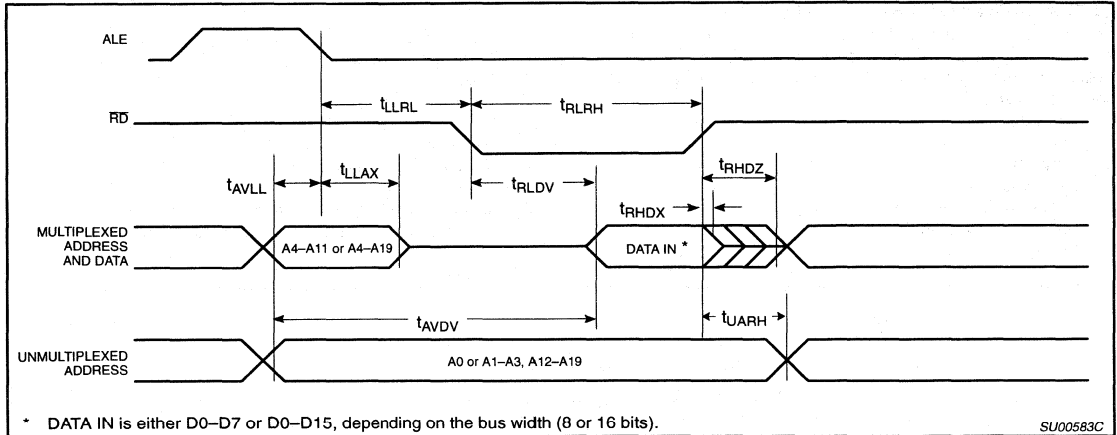 ALE
tLLRL
tRLRH
RD
tRHDZ
tAVLL
tLLAX
tRLDV
tRHDX
MULTIPLEXED
ADDRESS
AND DATA
A4–A11 or A4–A19
DATA IN *
tAVDV
tUARH
UNMULTIPLEXED
ADDRESS
A0 or A1–A3, A12–A19
* DATA IN is either D0–D7 or D0–D15, depending on the bus width (8 or 16 bits).
SU00583C